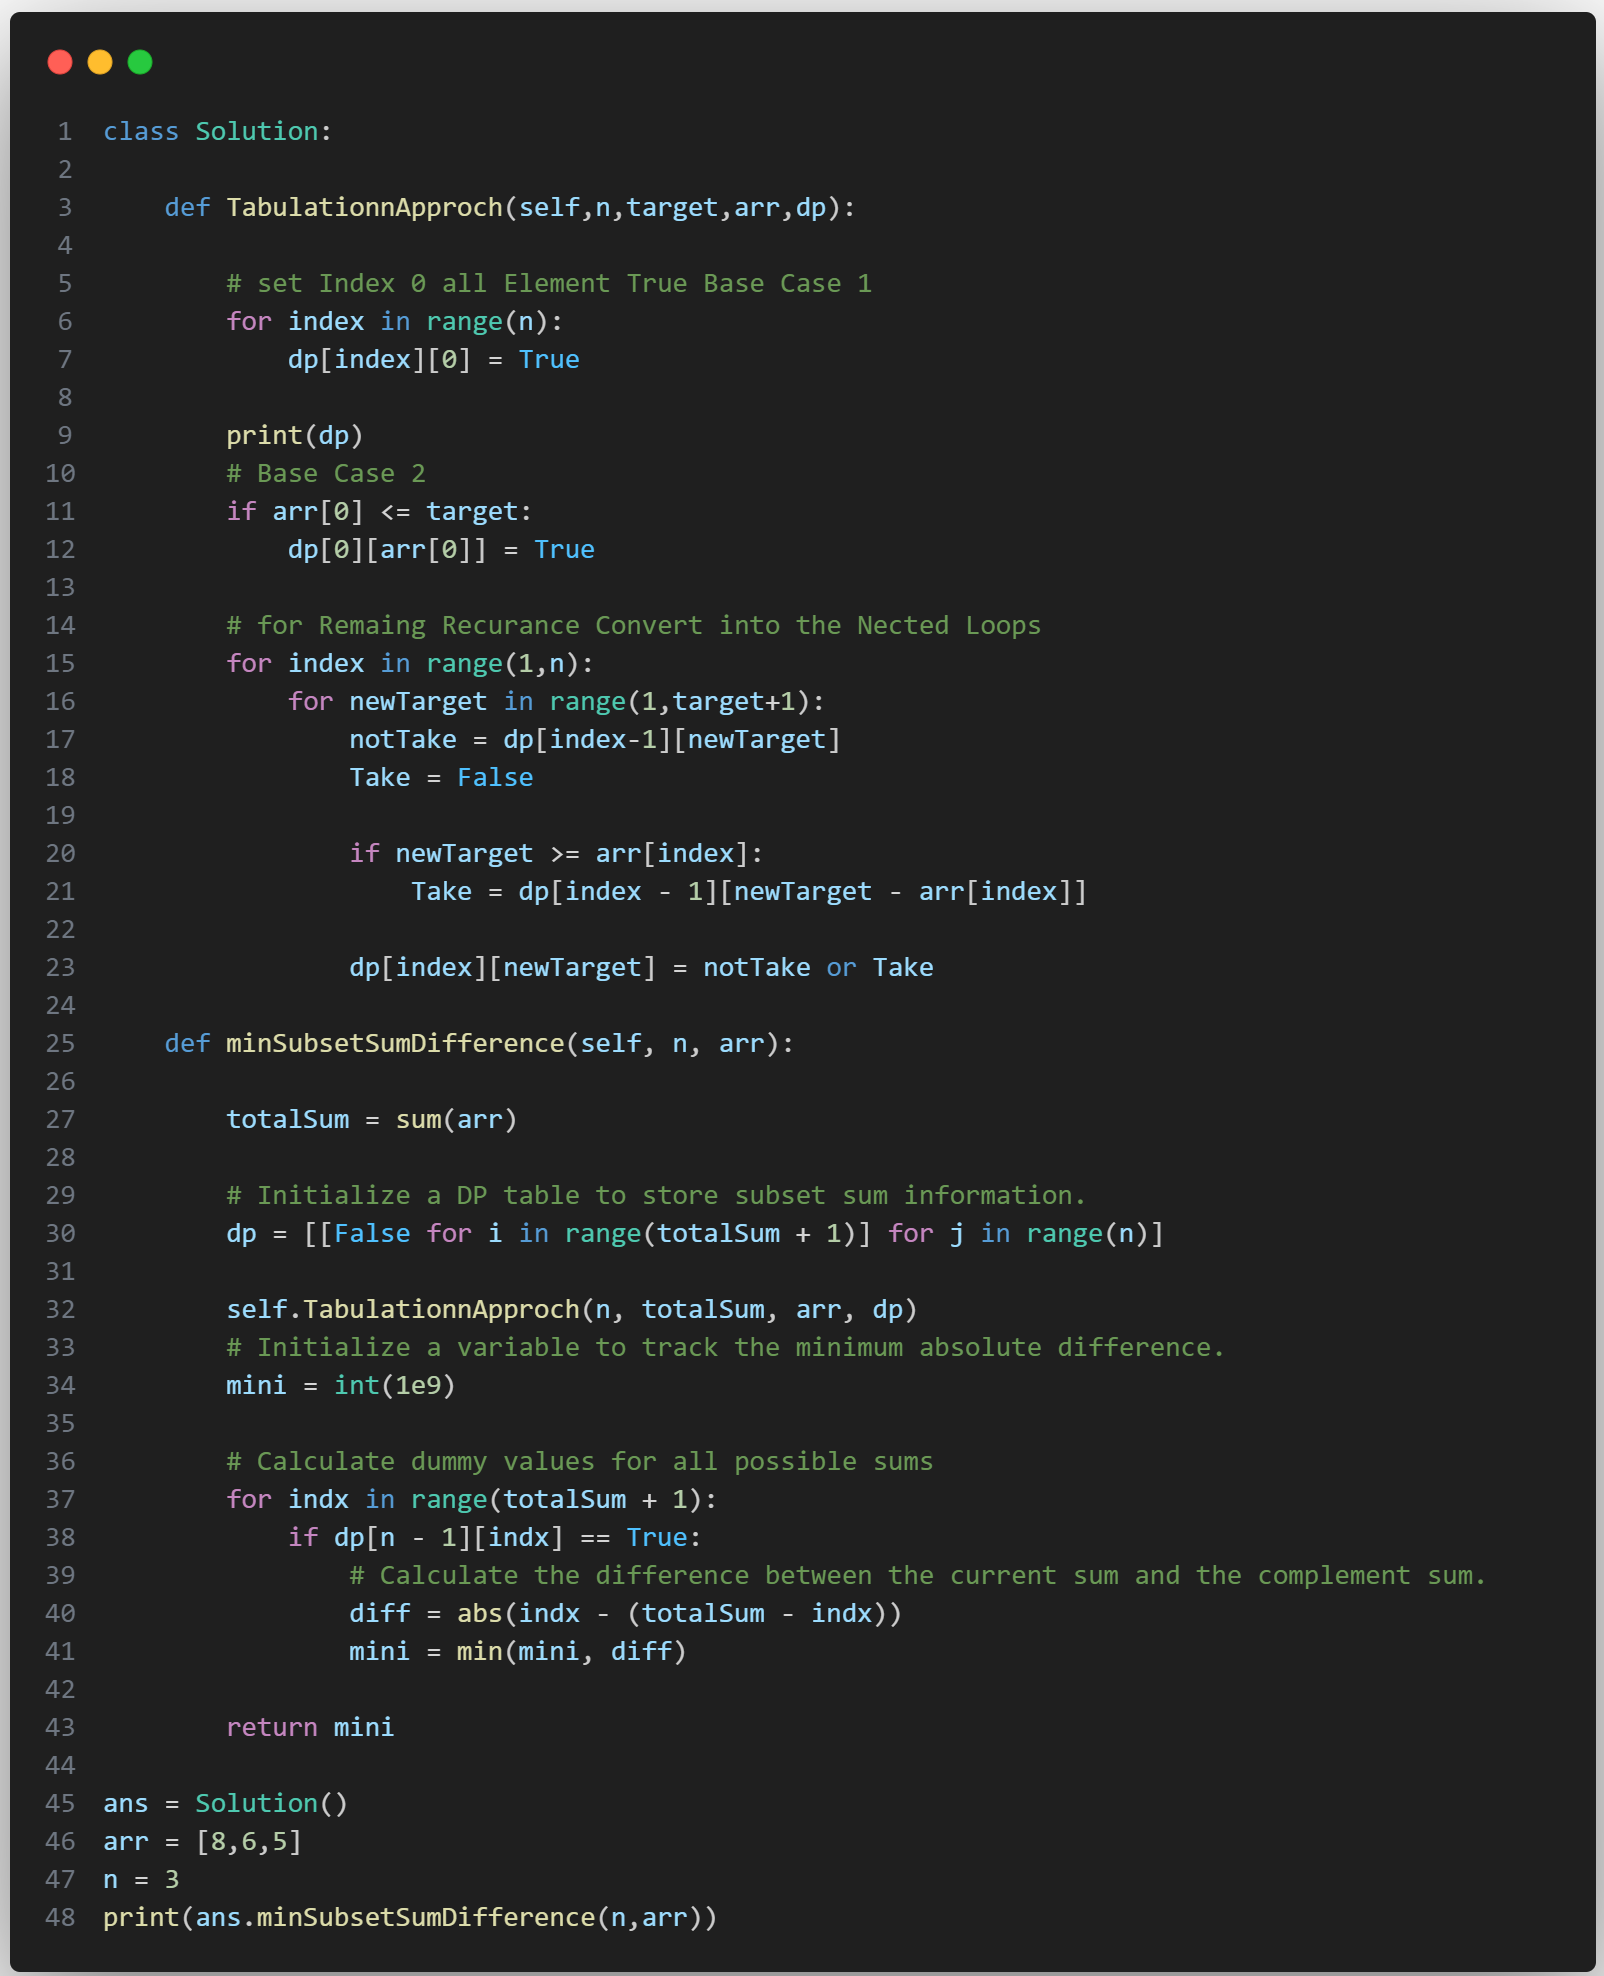 1 class Solution:
2
3     def TabulationnApproch(self,n,target,arr,dp):
4
5         # set Index 0 all Element True Base Case 1
6         for index in range(n):
7             dp[index][0] = True
8
9         print(dp)
10         # Base Case 2
11         if arr[0] <= target:
12             dp[0][arr[0]] = True
13
14         # for Remaing Recurance Convert into the Nected Loops
15         for index in range(1,n):
16             for newTarget in range(1,target+1):
17                 notTake = dp[index-1][newTarget]
18                 Take = False
19
20                 if newTarget >= arr[index]:
21                     Take = dp[index - 1][newTarget - arr[index]]
22
23                 dp[index][newTarget] = notTake or Take
24
25     def minSubsetSumDifference(self, n, arr):
26
27         totalSum = sum(arr)
28
29         # Initialize a DP table to store subset sum information.
30         dp = [[False for i in range(totalSum + 1)] for j in range(n)]
31
32         self.TabulationnApproch(n, totalSum, arr, dp)
33         # Initialize a variable to track the minimum absolute difference.
34         mini = int(1e9)
35
36         # Calculate dummy values for all possible sums
37         for indx in range(totalSum + 1):
38             if dp[n - 1][indx] == True:
39                 # Calculate the difference between the current sum and the complement sum.
40                 diff = abs(indx - (totalSum - indx))
41                 mini = min(mini, diff)
42
43         return mini
44
45 ans = Solution()
46 arr = [8,6,5]
47 n = 3
48 print(ans.minSubsetSumDifference(n,arr))